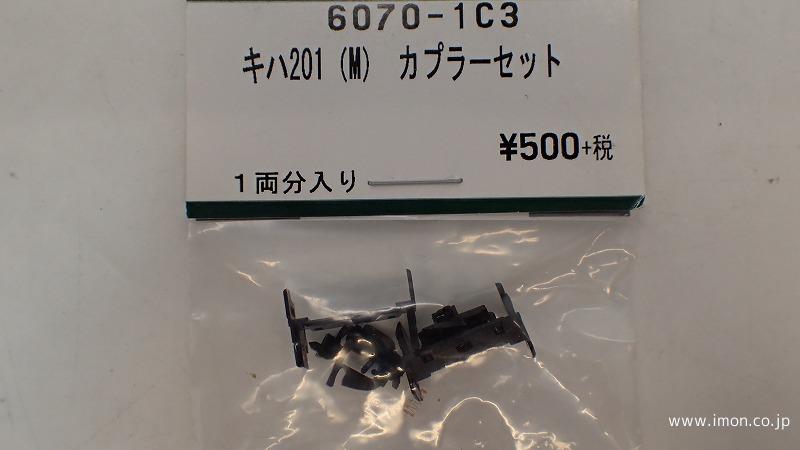 6070-1C3
キハ201（M） カプラーセット
¥500+税
1両分入り
www.imon.co.jp